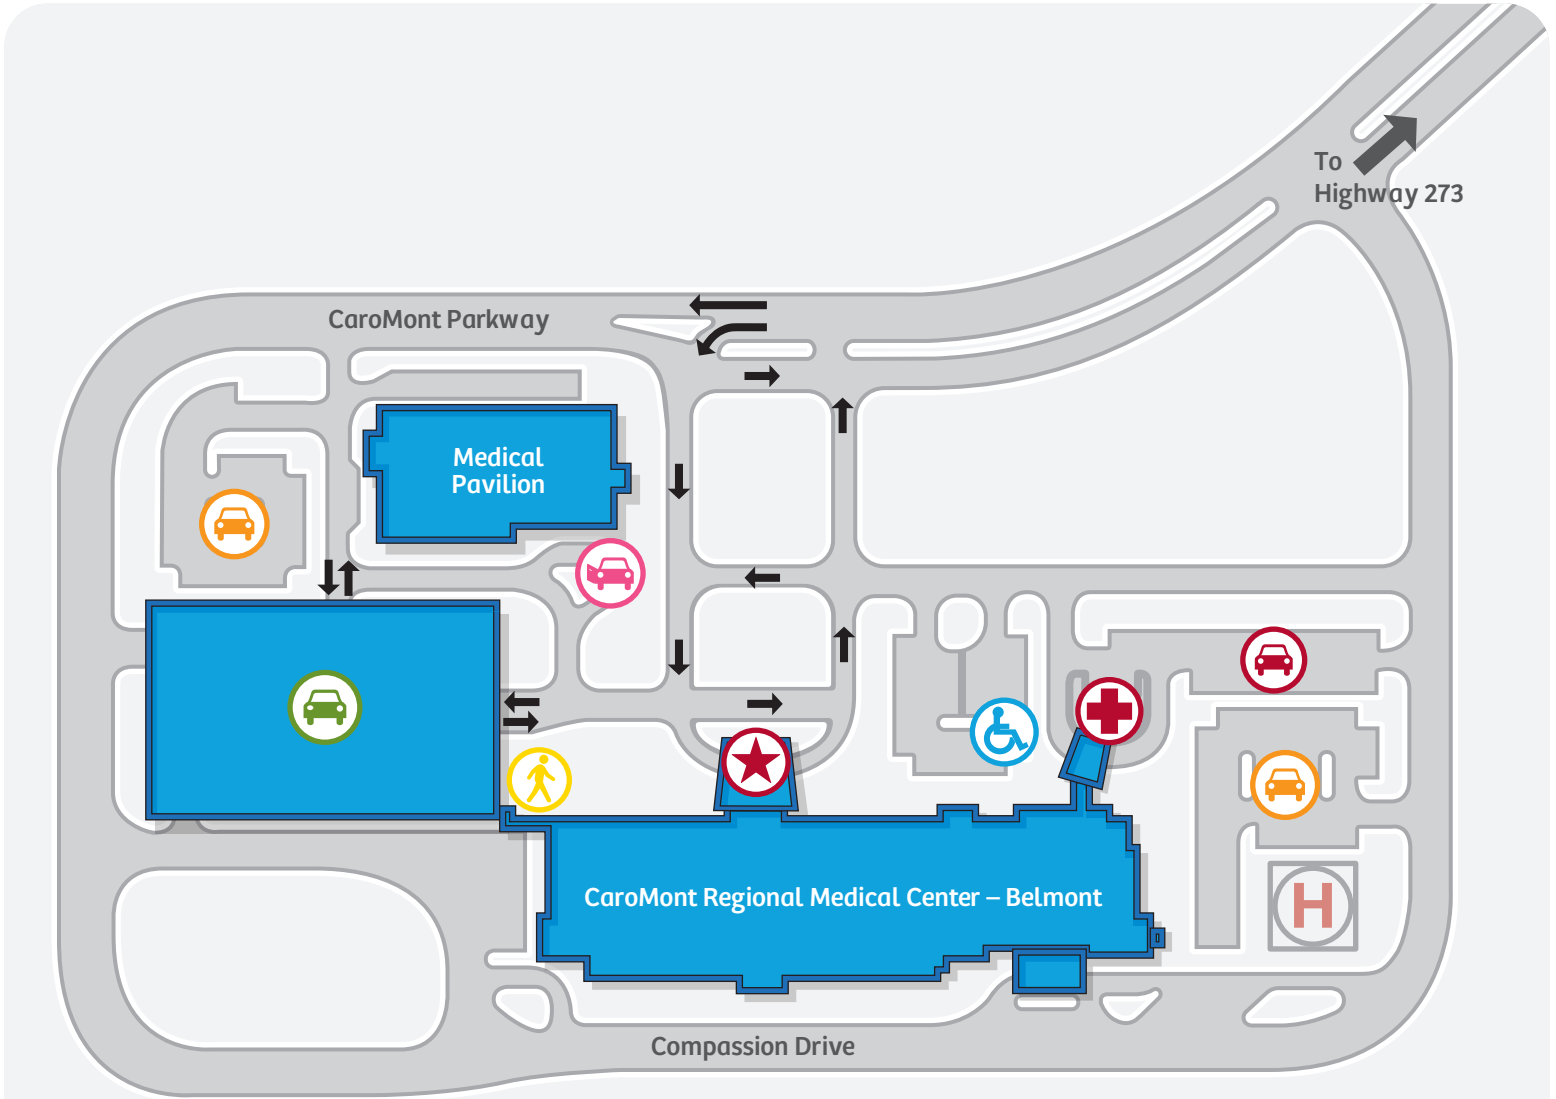 To
Highway 273
CaroMont Parkway
Medical
Pavilion
CaroMont Regional Medical Center – Belmont
H
Compassion Drive